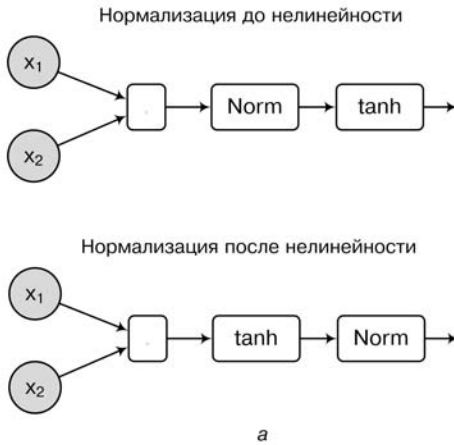 Нормализация до нелинейности
x1
Norm
tanh
x2
Нормализация после нелинейности
x1
tanh
Norm
x2
а